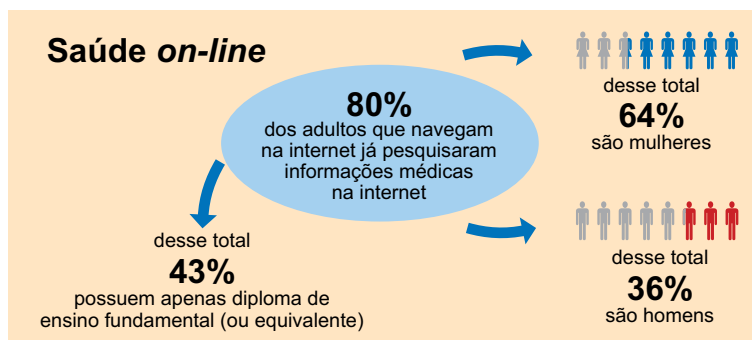 Saúde on-line
80%
dos adultos que navegam
na internet já pesquisaram
informações médicas
na internet
desse total
64%
são mulheres
desse total
43%
possuem apenas diploma de
ensino fundamental (ou equivalente)
desse total
36%
são homens